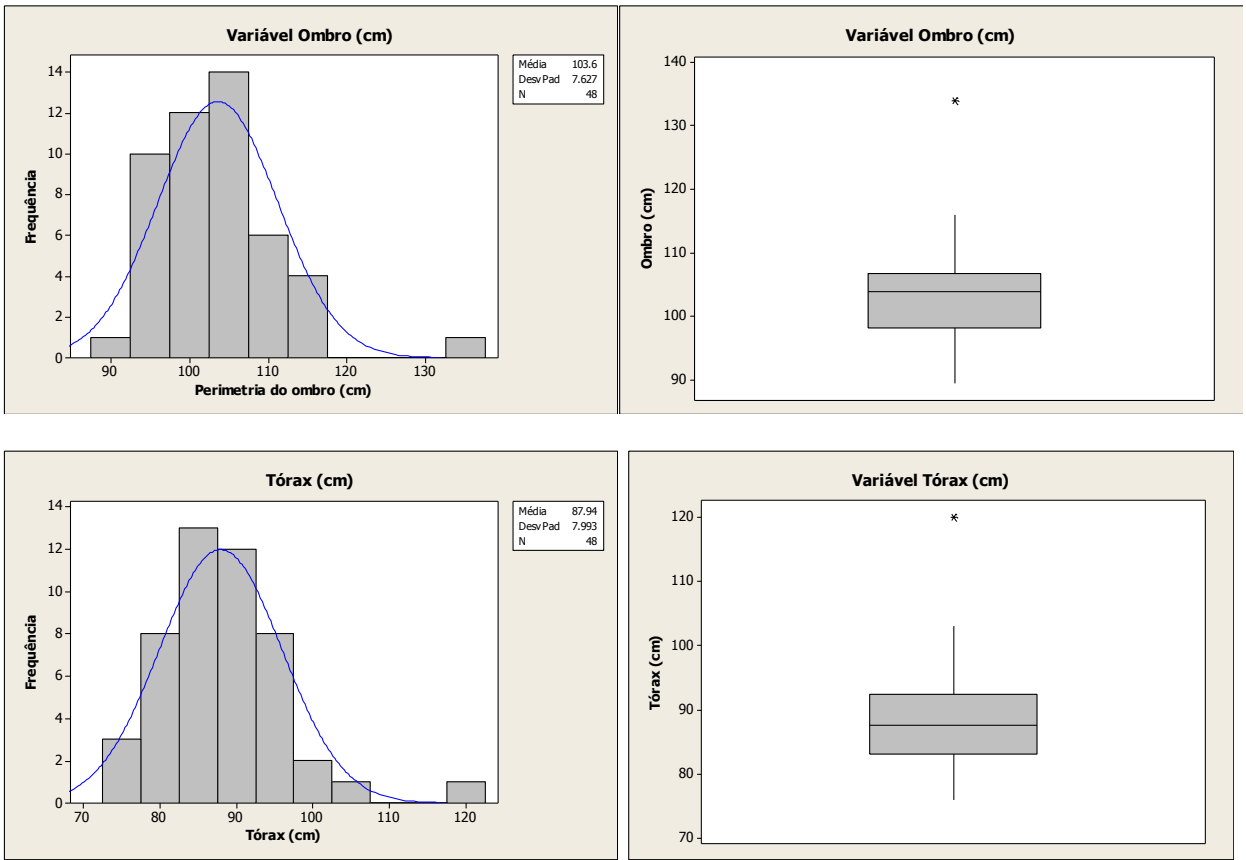 Variável Ombro (cm)
Média 103.6
DesvPad 7.627
N 48
Frequência
14
12
10
8
6
4
2
0
90 100 110 120 130
Perimetria do ombro (cm)
Variável Ombro (cm)
Ombro (cm)
140
130
120
110
100
90
Tórax (cm)
Média 87.94
DesvPad 7.993
N 48
Frequência
14
12
10
8
6
4
2
0
70 80 90 100 110 120
Tórax (cm)
Variável Tórax (cm)
Tórax (cm)
120
110
100
90
80
70